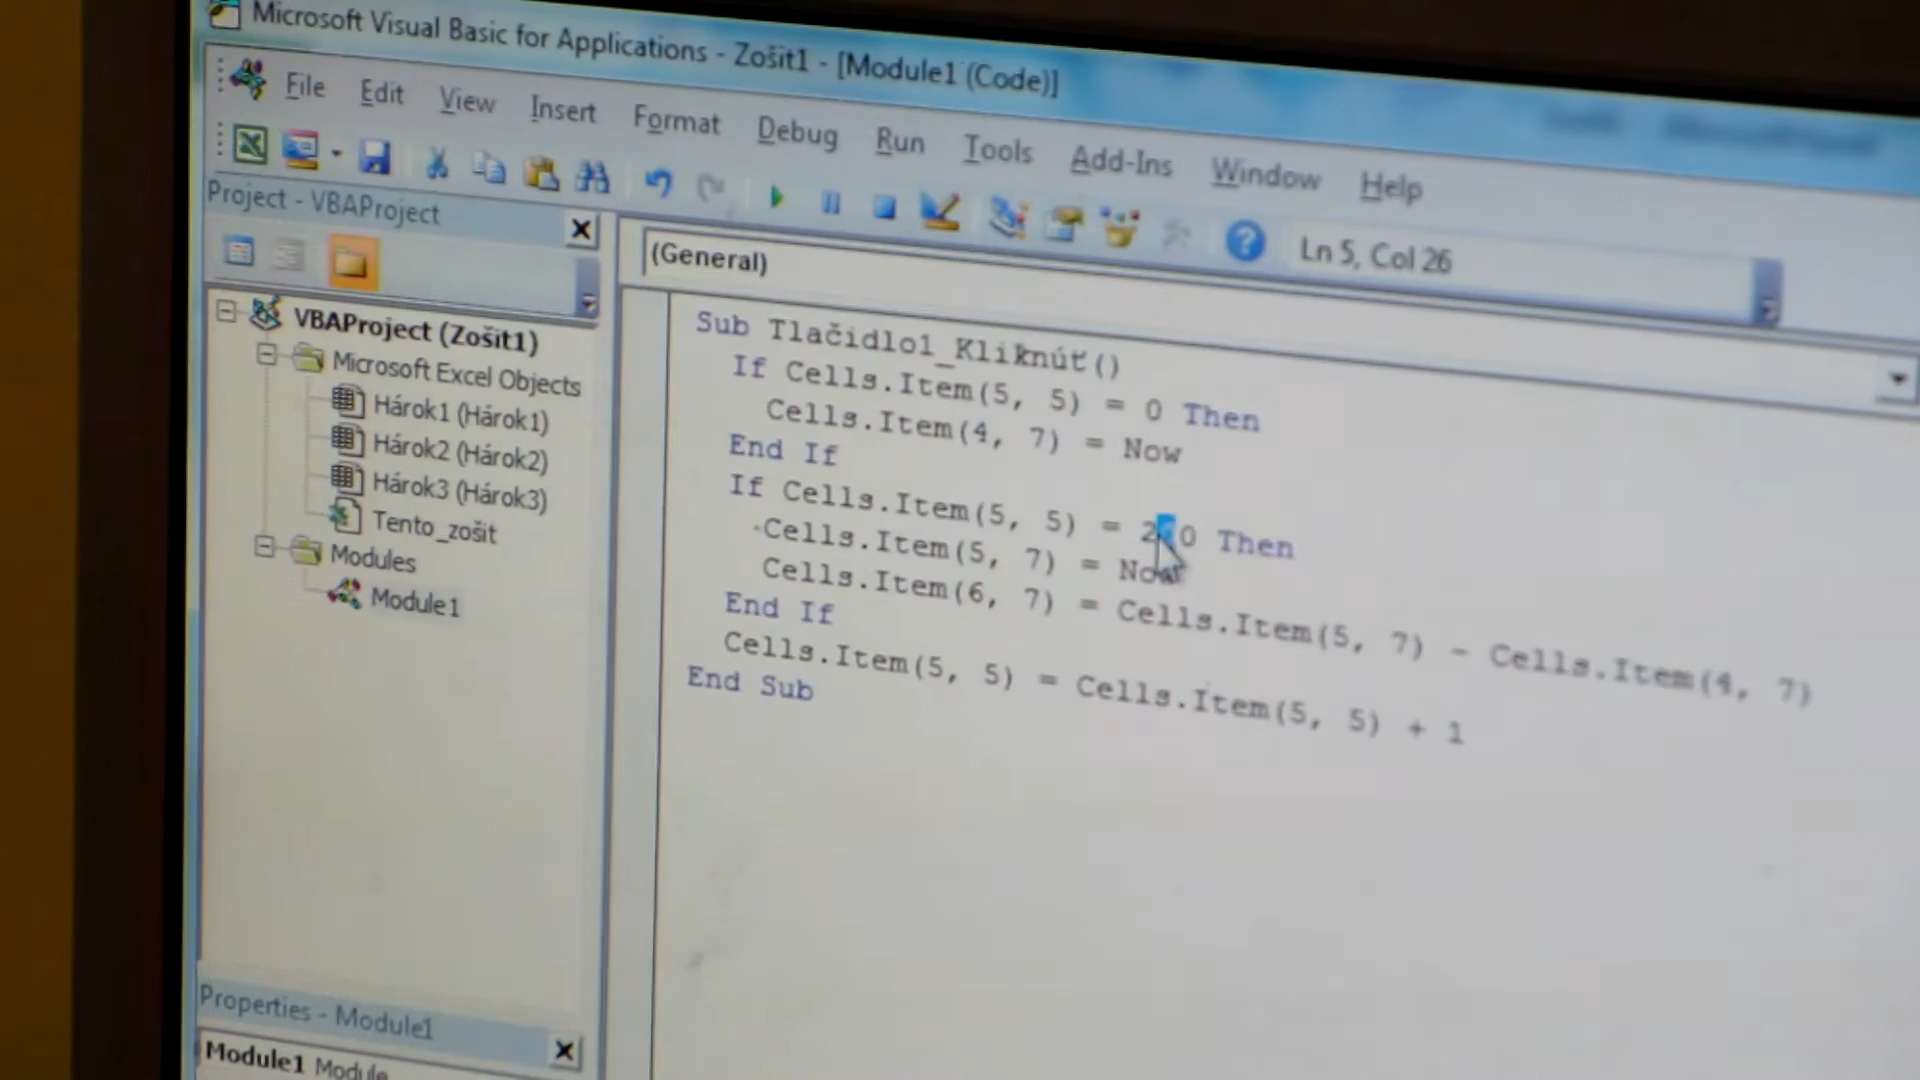 Microsoft Visual Basic for Applications - Zošit1 - [Module1 (Code)]
File Edit View Insert Format Debug Run Tools Add-Ins Window Help
Ln 5, Col 26
Project - VBAProject
(General)
VBAProject (Zošit1)
Microsoft Excel Objects
Hárok1 (Hárok1)
Hárok2 (Hárok2)
Hárok3 (Hárok3)
Tento_zošit
Modules
Module1
Sub Tlačidlo1_Kliknúť()
If Cells.Item(5, 5) = 0 Then
Cells.Item(4, 7) = Now
End If
If Cells.Item(5, 5) = Then
Cells.Item(5, 7) = Now
Cells.Item(6, 7) = Cells.Item(5, 7) - Cells.Item(4, 7)
End If
Cells.Item(5, 5) = Cells.Item(5, 5) + 1
End Sub
Properties - Module1
Module1 Module